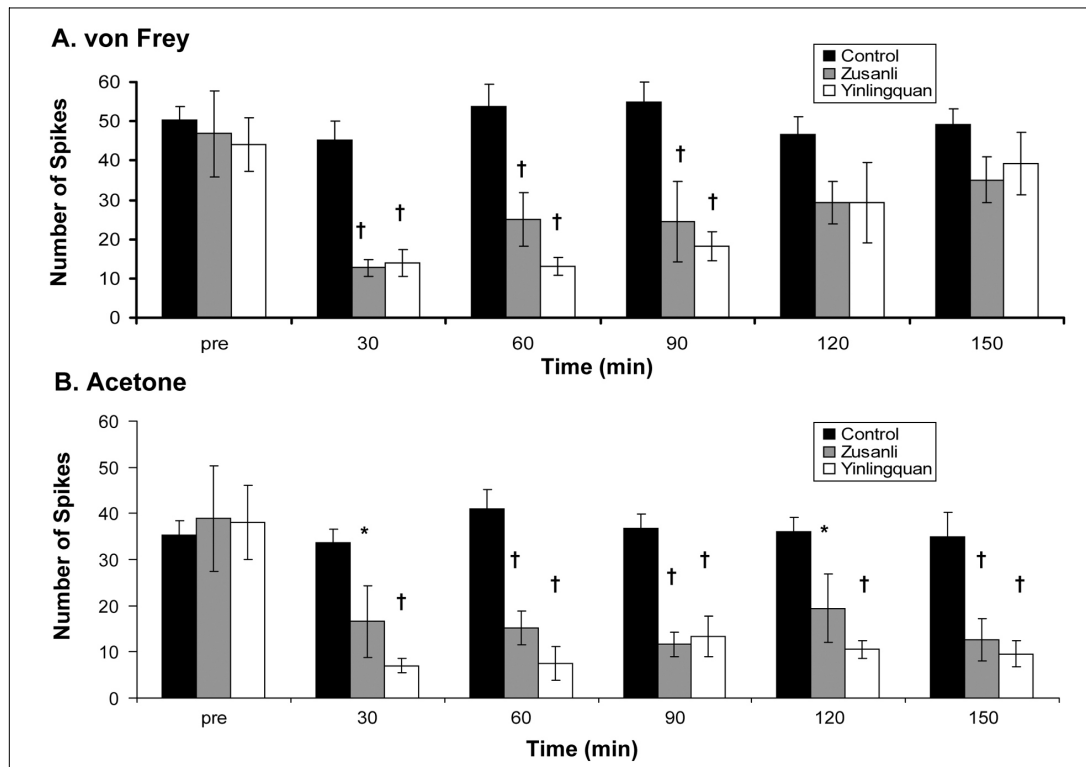 A. von Frey
Control
Zusanli
Yinlingquan
Number of Spikes
60
50
40
30
20
10
0
† † † † † †
pre 30 60 90 120 150
Time (min)
B. Acetone
Control
Zusanli
Yinlingquan
Number of Spikes
60
50
40
30
20
10
0
* † † † † † * † † †
pre 30 60 90 120 150
Time (min)